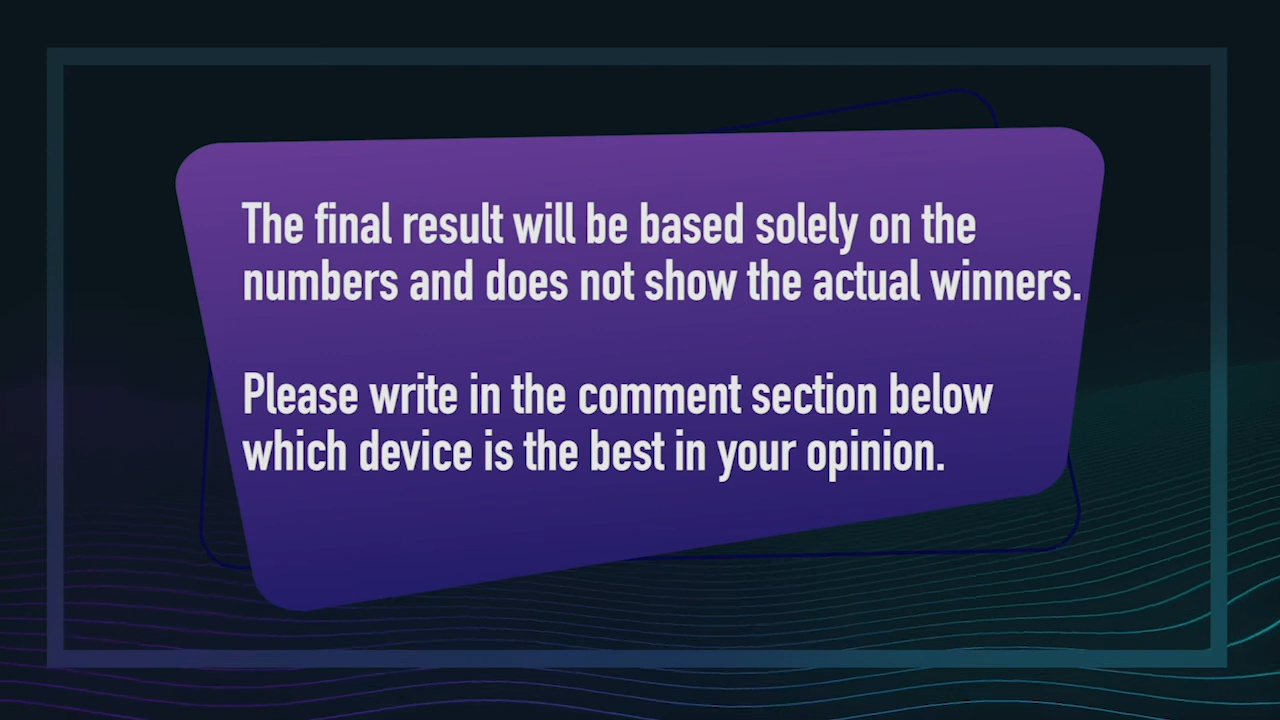 The final result will be based solely on the
numbers and does not show the actual winners.
Please write in the comment section below
which device is the best in your opinion.